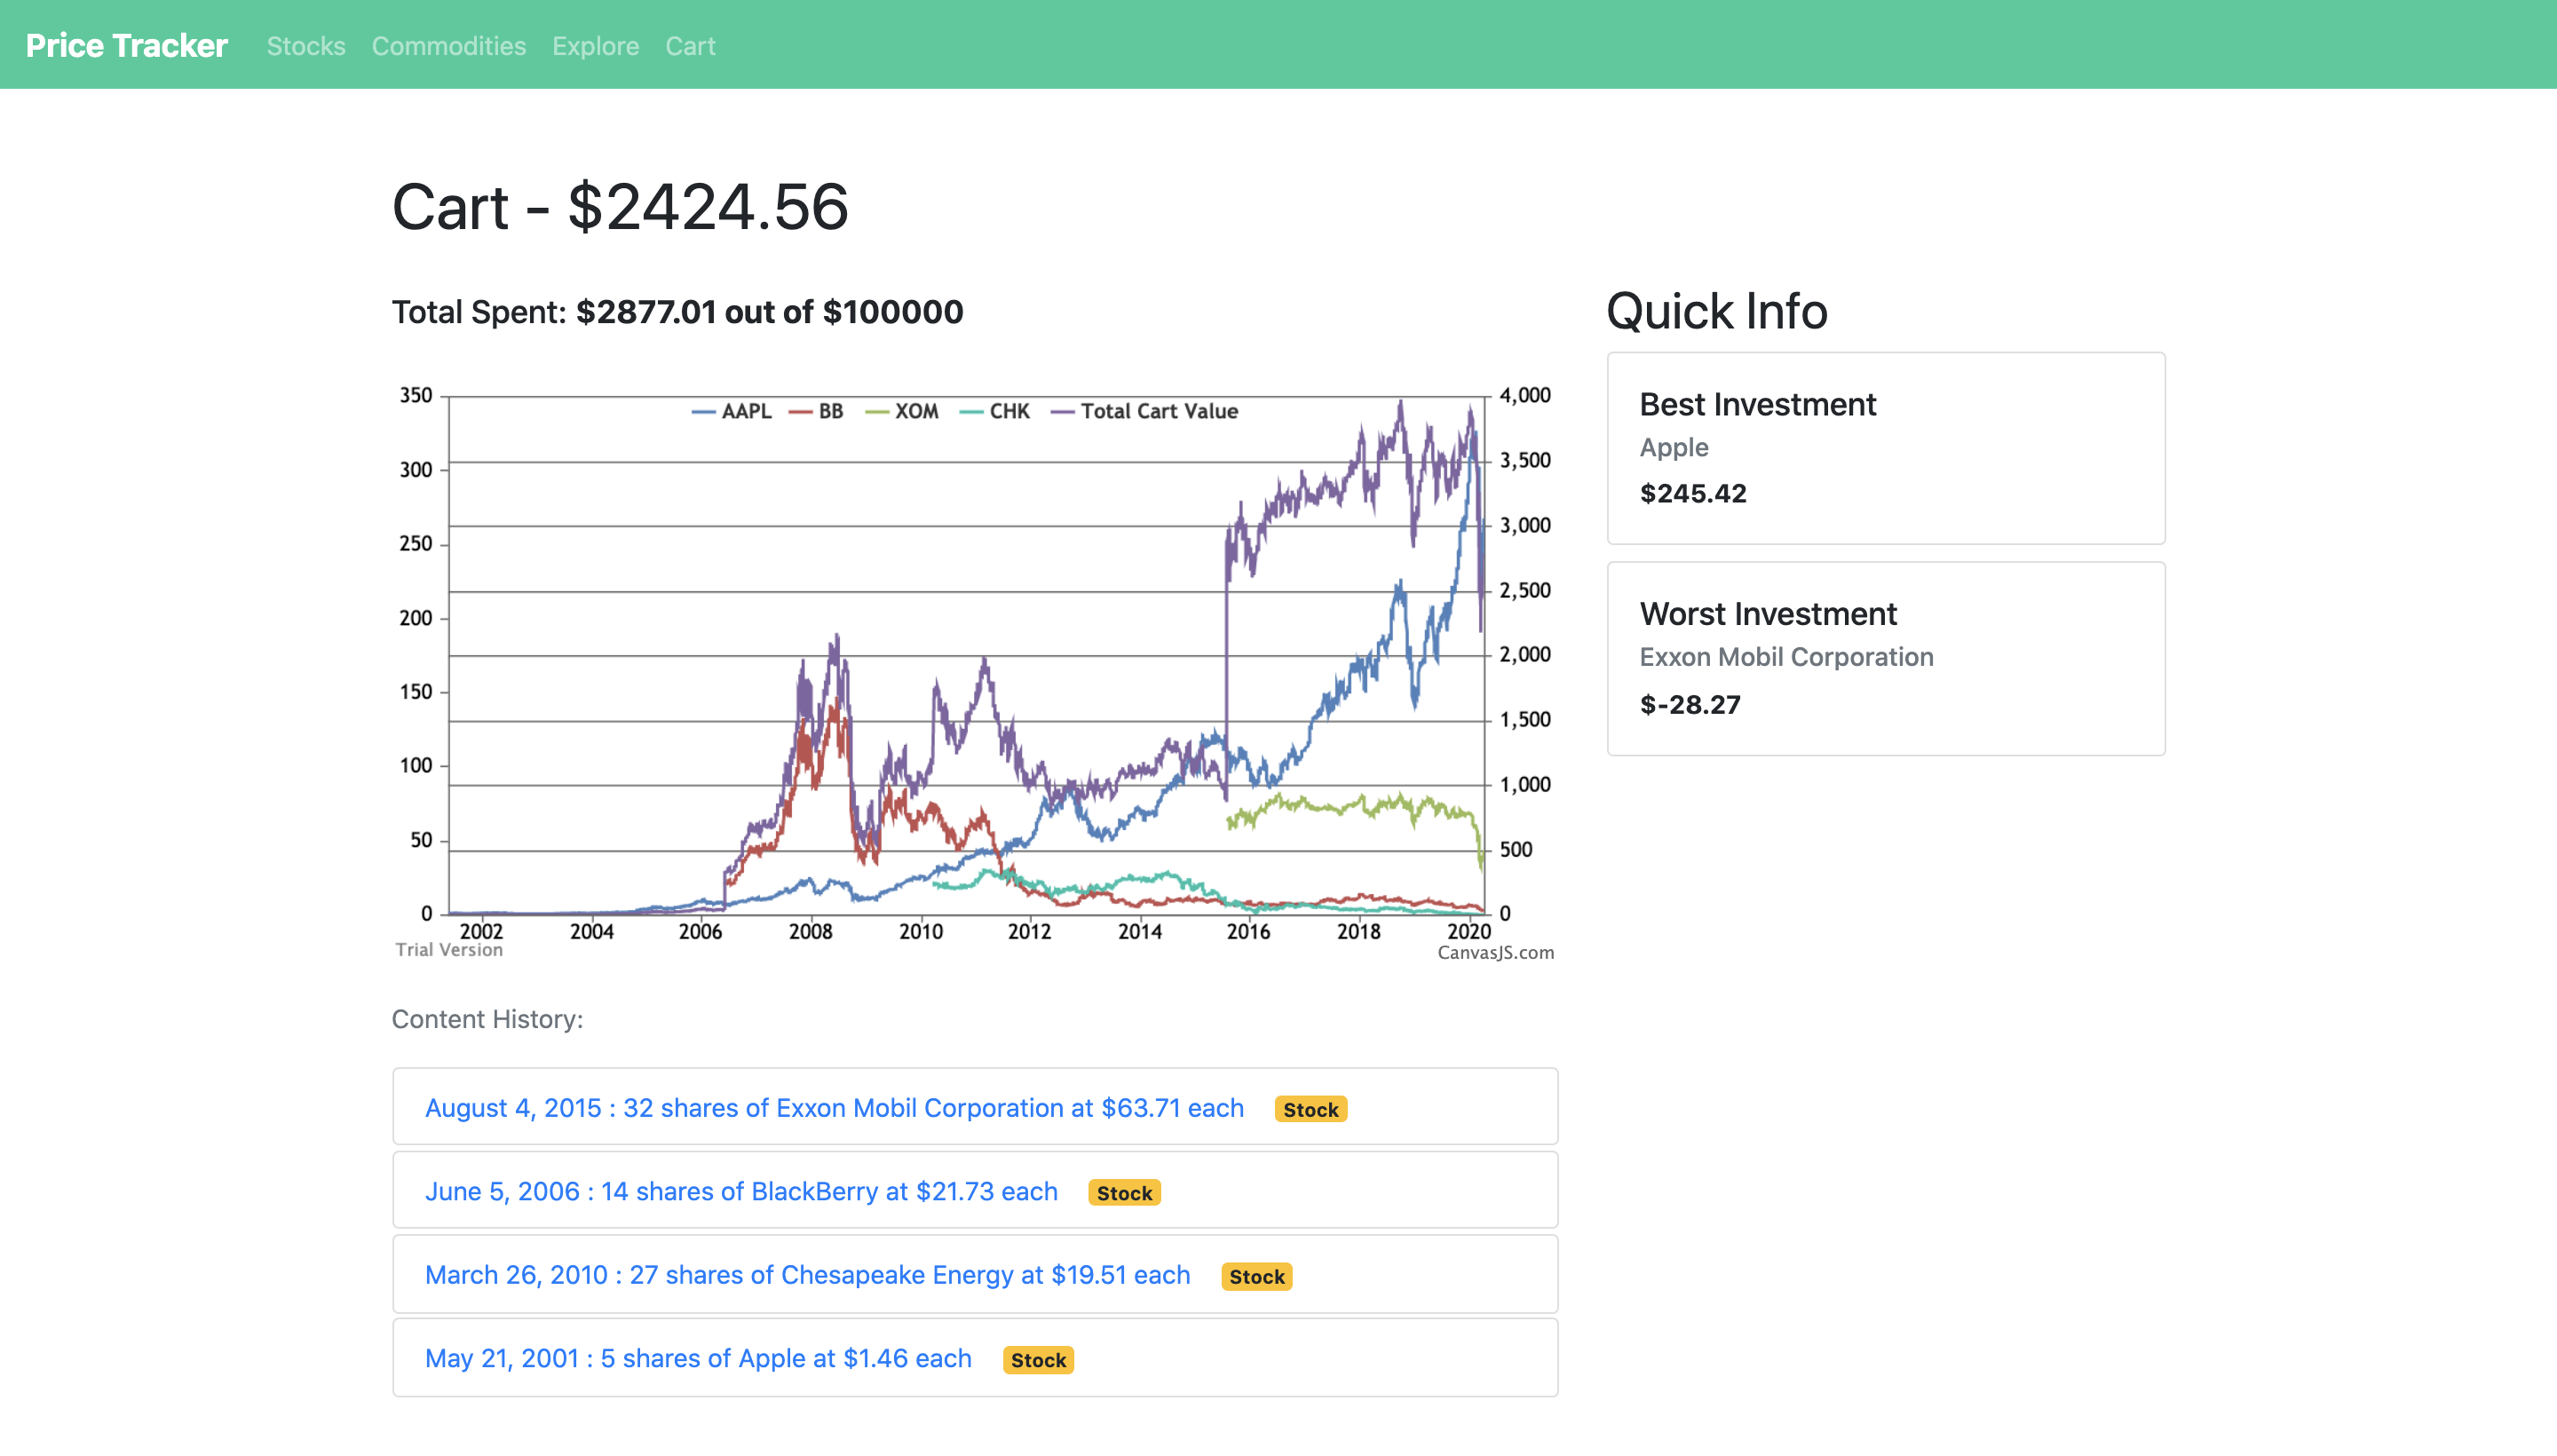 Price Tracker Stocks Commodities Explore Cart
Cart - $2424.56
Total Spent: $2877.01 out of $100000
AAPL BB XOM CHK Total Cart Value
350
300
250
200
150
100
50
0
4,000
3,500
3,000
2,500
2,000
1,500
1,000
500
0
2002 2004 2006 2008 2010 2012 2014 2016 2018 2020
Trial Version
CanvasJS.com
Quick Info
Best Investment
Apple
$245.42
Worst Investment
Exxon Mobil Corporation
$-28.27
Content History:
August 4, 2015 : 32 shares of Exxon Mobil Corporation at $63.71 each Stock
June 5, 2006 : 14 shares of BlackBerry at $21.73 each Stock
March 26, 2010 : 27 shares of Chesapeake Energy at $19.51 each Stock
May 21, 2001 : 5 shares of Apple at $1.46 each Stock